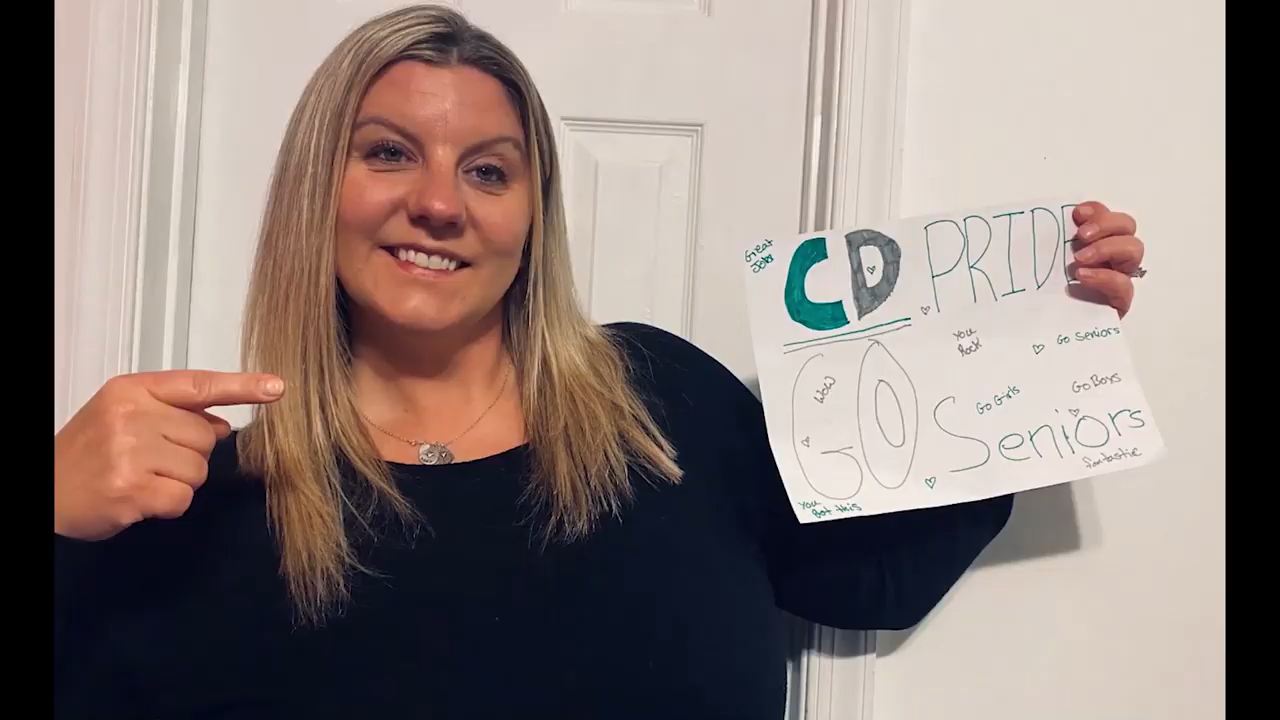 Great
Job!
CD PRIDE
You
Rock
Go Seniors
WOW
GO Seniors
Go Girls
Go Boys
fantastic
You
Got this